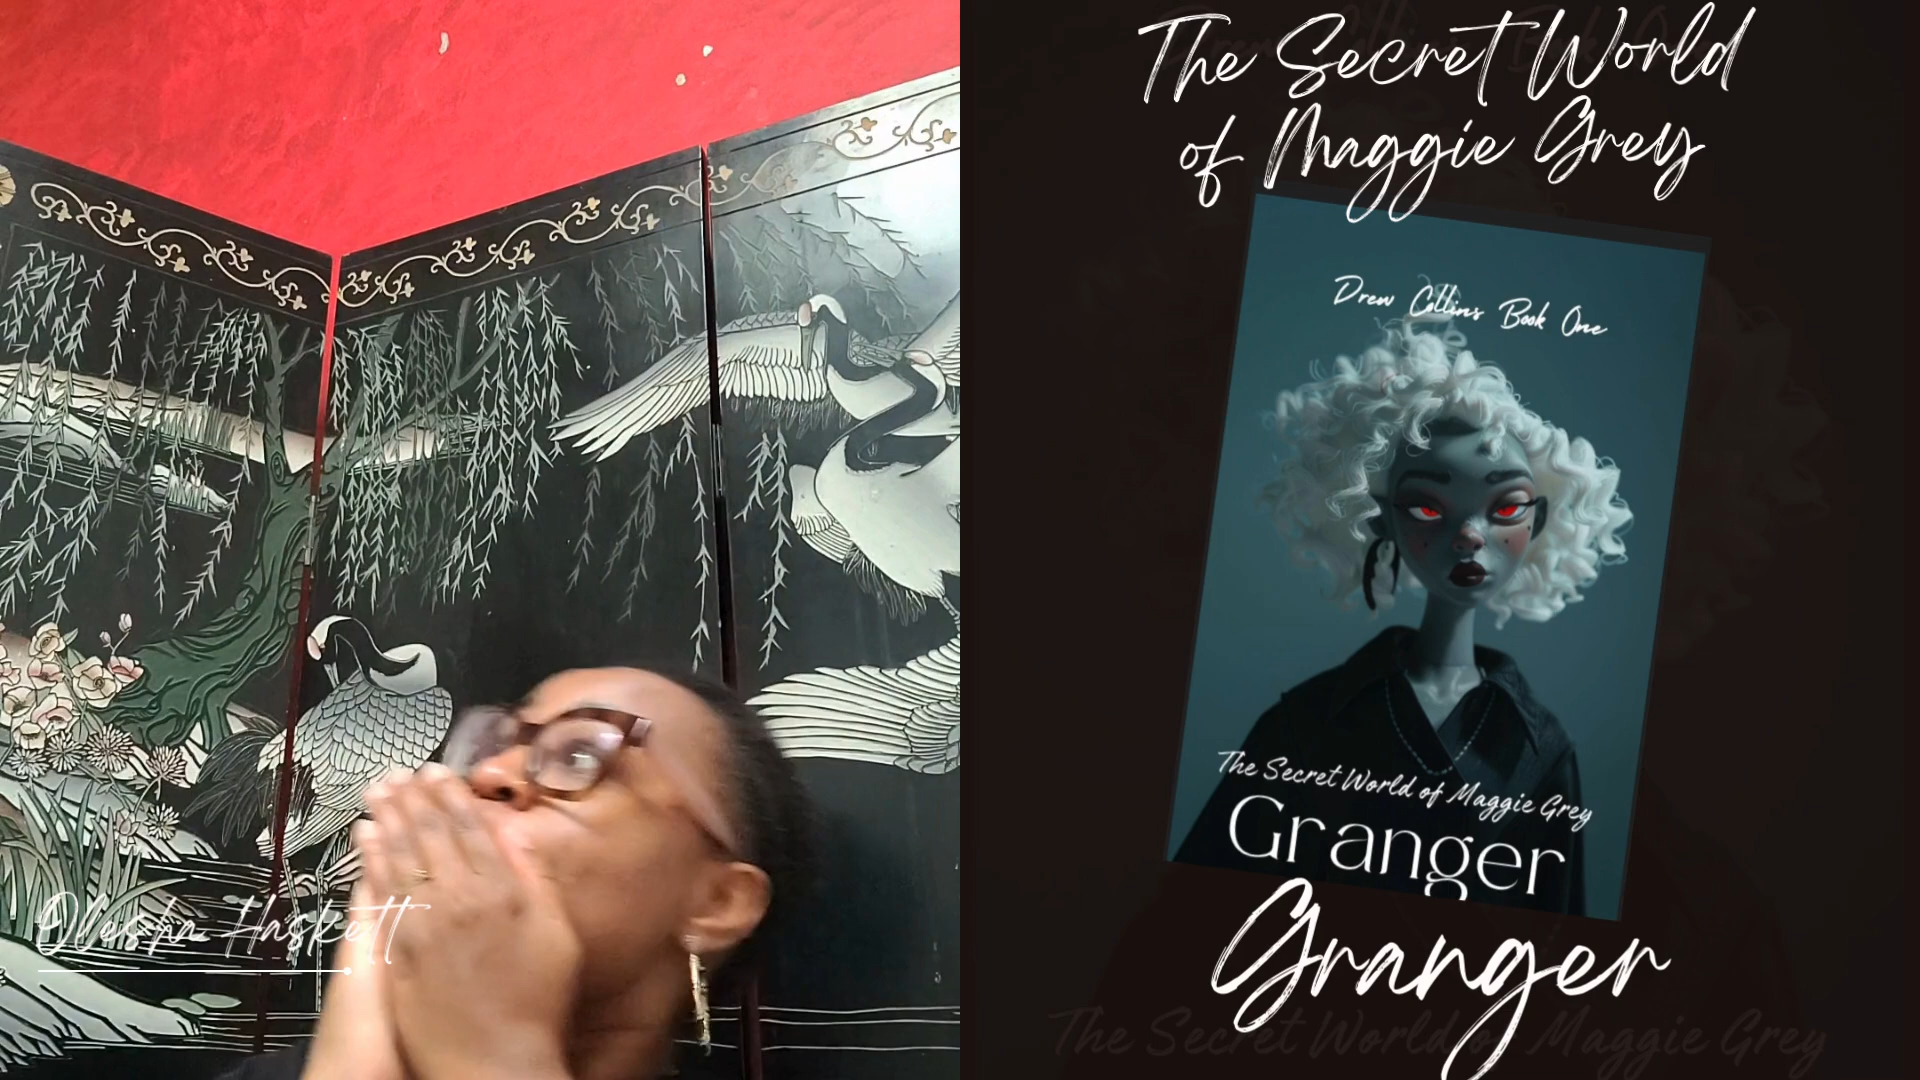 Olesha Haskett
The Secret World
of Maggie Grey
Drew Collins Book One
The Secret World of Maggie Grey
Granger
Granger
The Secret World of Maggie Grey